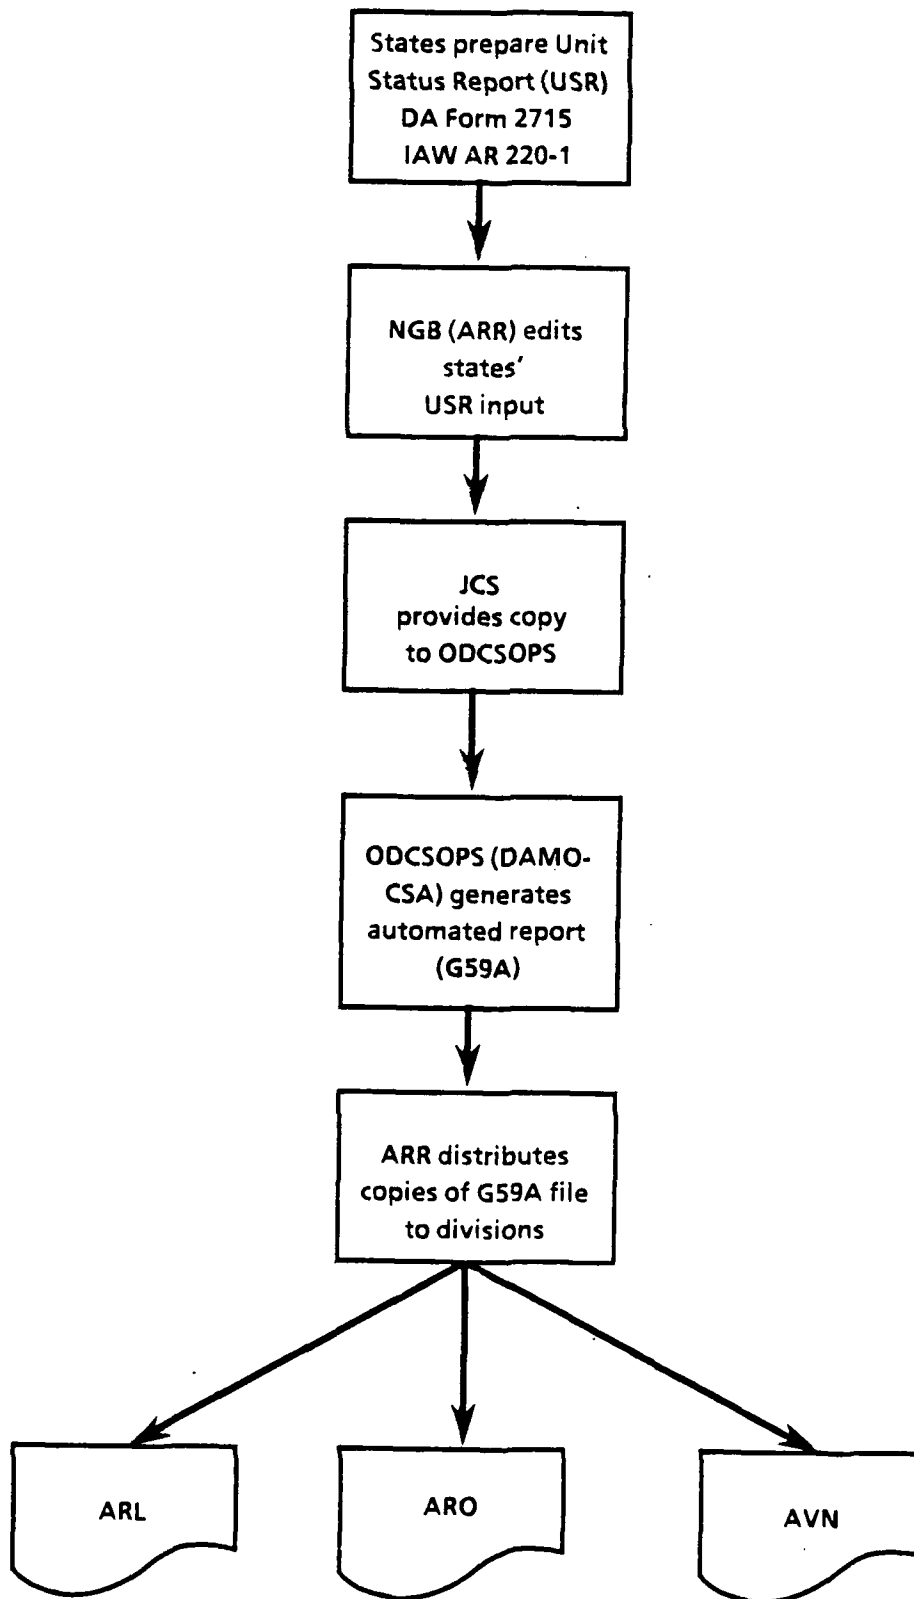 States prepare Unit
Status Report (USR)
DA Form 2715
IAW AR 220-1
NGB (ARR) edits
states'
USR input
JCS
provides copy
to ODCSOPS
ODCSOPS (DAMO-
CSA) generates
automated report
(G59A)
ARR distributes
copies of G59A file
to divisions
ARL
ARO
AVN